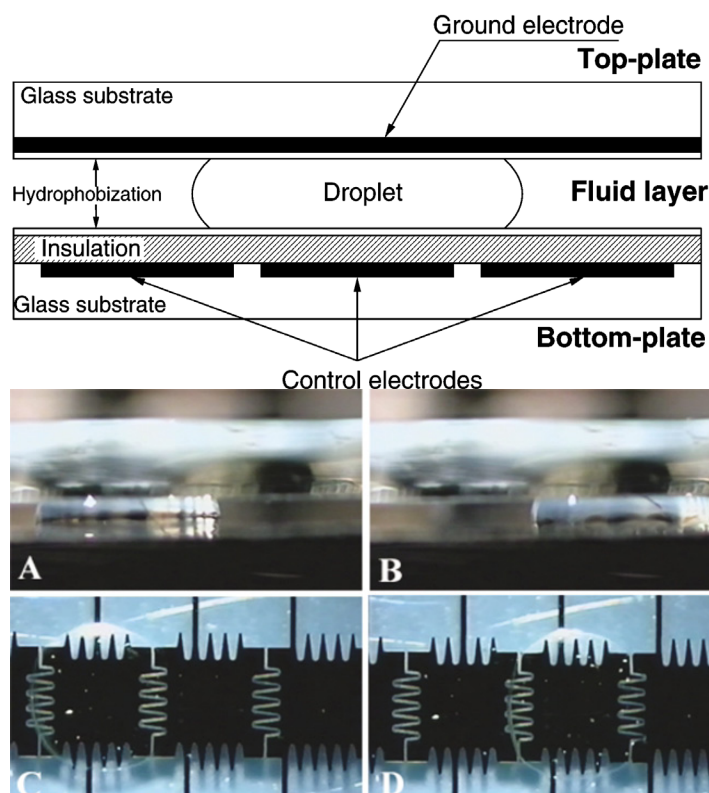 Ground electrode
Top-plate
Glass substrate
Hydrophobization
Droplet
Fluid layer
Insulation
Glass substrate
Bottom-plate
Control electrodes
A
B
C
D